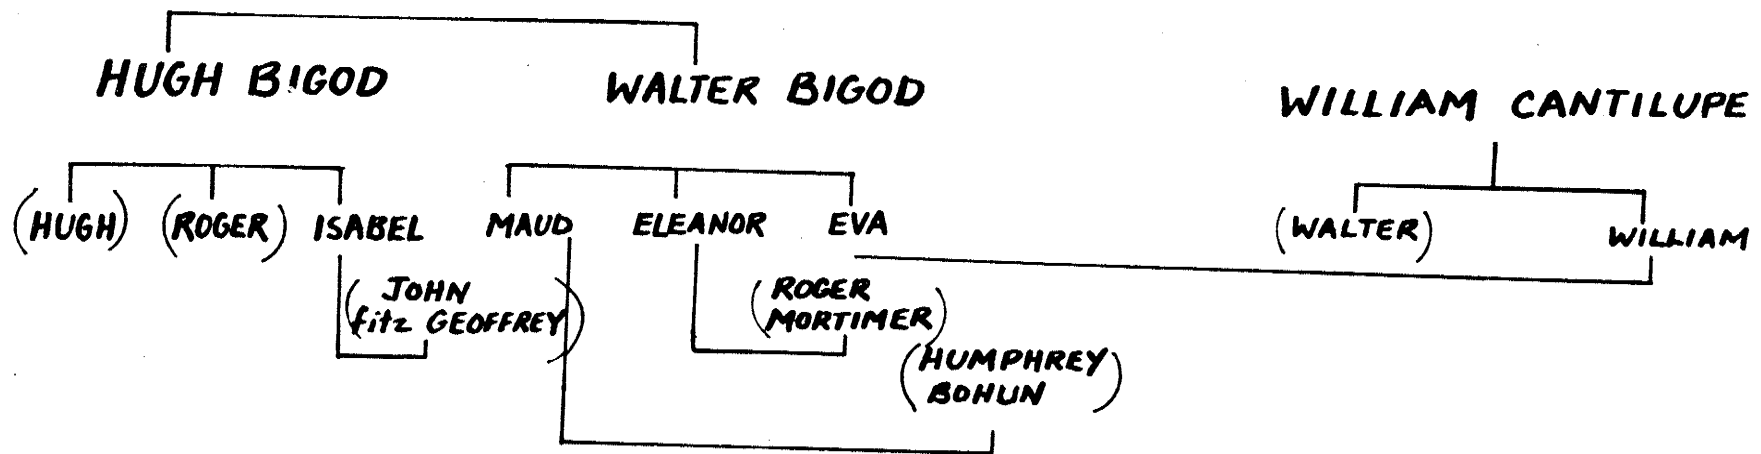 HUGH BIGOD WALTER BIGOD WILLIAM CANTILUPE
(HUGH) (ROGER) ISABEL MAUD ELEANOR EVA (WALTER) WILLIAM
(JOHN
fitz GEOFFREY)
(ROGER
MORTIMER)
(HUMPHREY
BOHUN)